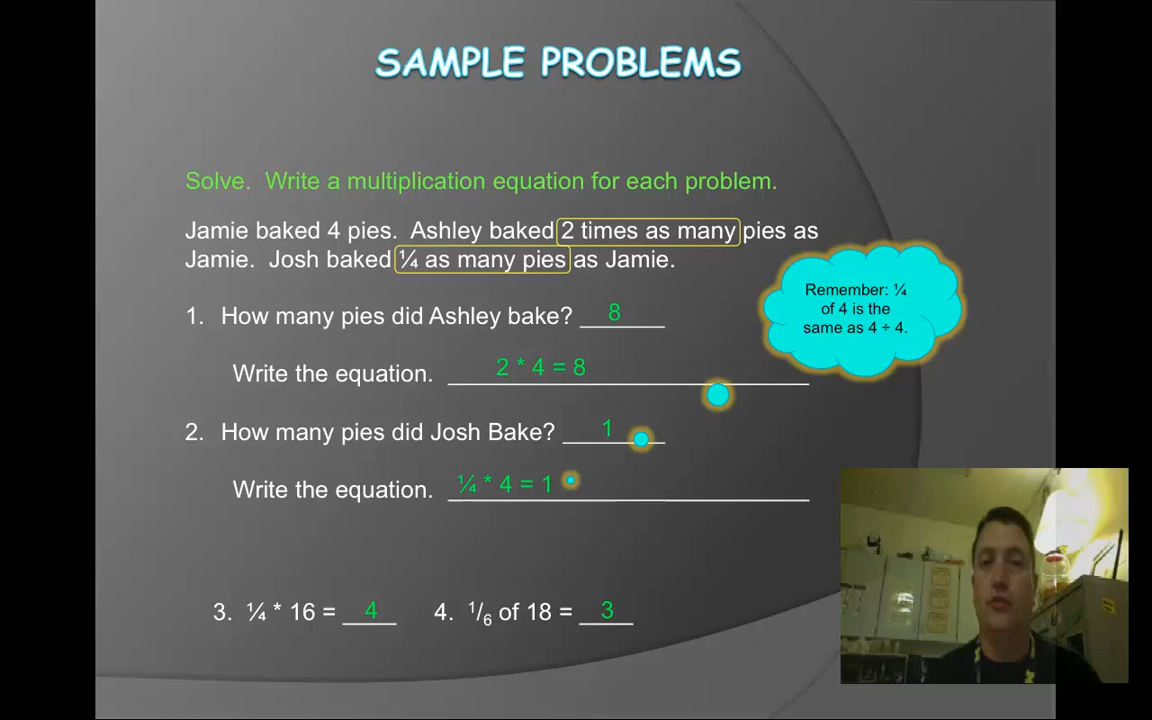 SAMPLE PROBLEMS
Solve. Write a multiplication equation for each problem.
Jamie baked 4 pies. Ashley baked 2 times as many pies as
Jamie. Josh baked ¼ as many pies as Jamie.
Remember: ¼
of 4 is the
same as 4 ÷ 4.
1. How many pies did Ashley bake? 8
Write the equation. 2 * 4 = 8
2. How many pies did Josh Bake? 1
Write the equation. ¼ * 4 = 1
3. ¼ * 16 = 4 4. 1/6 of 18 = 3